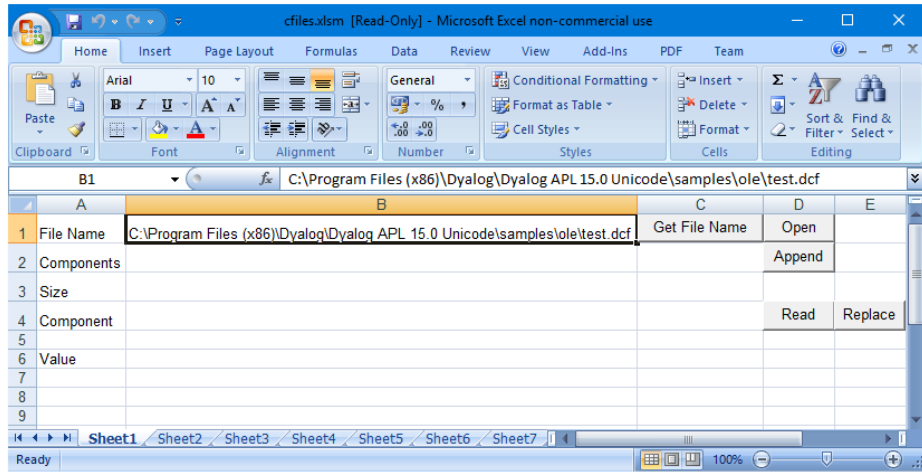 cfiles.xlsm [Read-Only] - Microsoft Excel non-commercial use
Home Insert Page Layout Formulas Data Review View Add-Ins PDF Team
Paste
Arial 10
B I U A A
A
General
% ,
.00 .00
Conditional Formatting
Format as Table
Cell Styles
Insert
Delete
Format
Σ
Sort & Filter
Find & Select
Clipboard Font Alignment Number Styles Cells Editing
B1 fx C:\Program Files (x86)\Dyalog\Dyalog APL 15.0 Unicode\samples\ole\test.dcf
A B C D E
1 File Name C:\Program Files (x86)\Dyalog\Dyalog APL 15.0 Unicode\samples\ole\test.dcf Get File Name Open
2 Components Append
3 Size
4 Component Read Replace
5
6 Value
7
8
9
Sheet1 Sheet2 Sheet3 Sheet4 Sheet5 Sheet6 Sheet7
Ready 100%